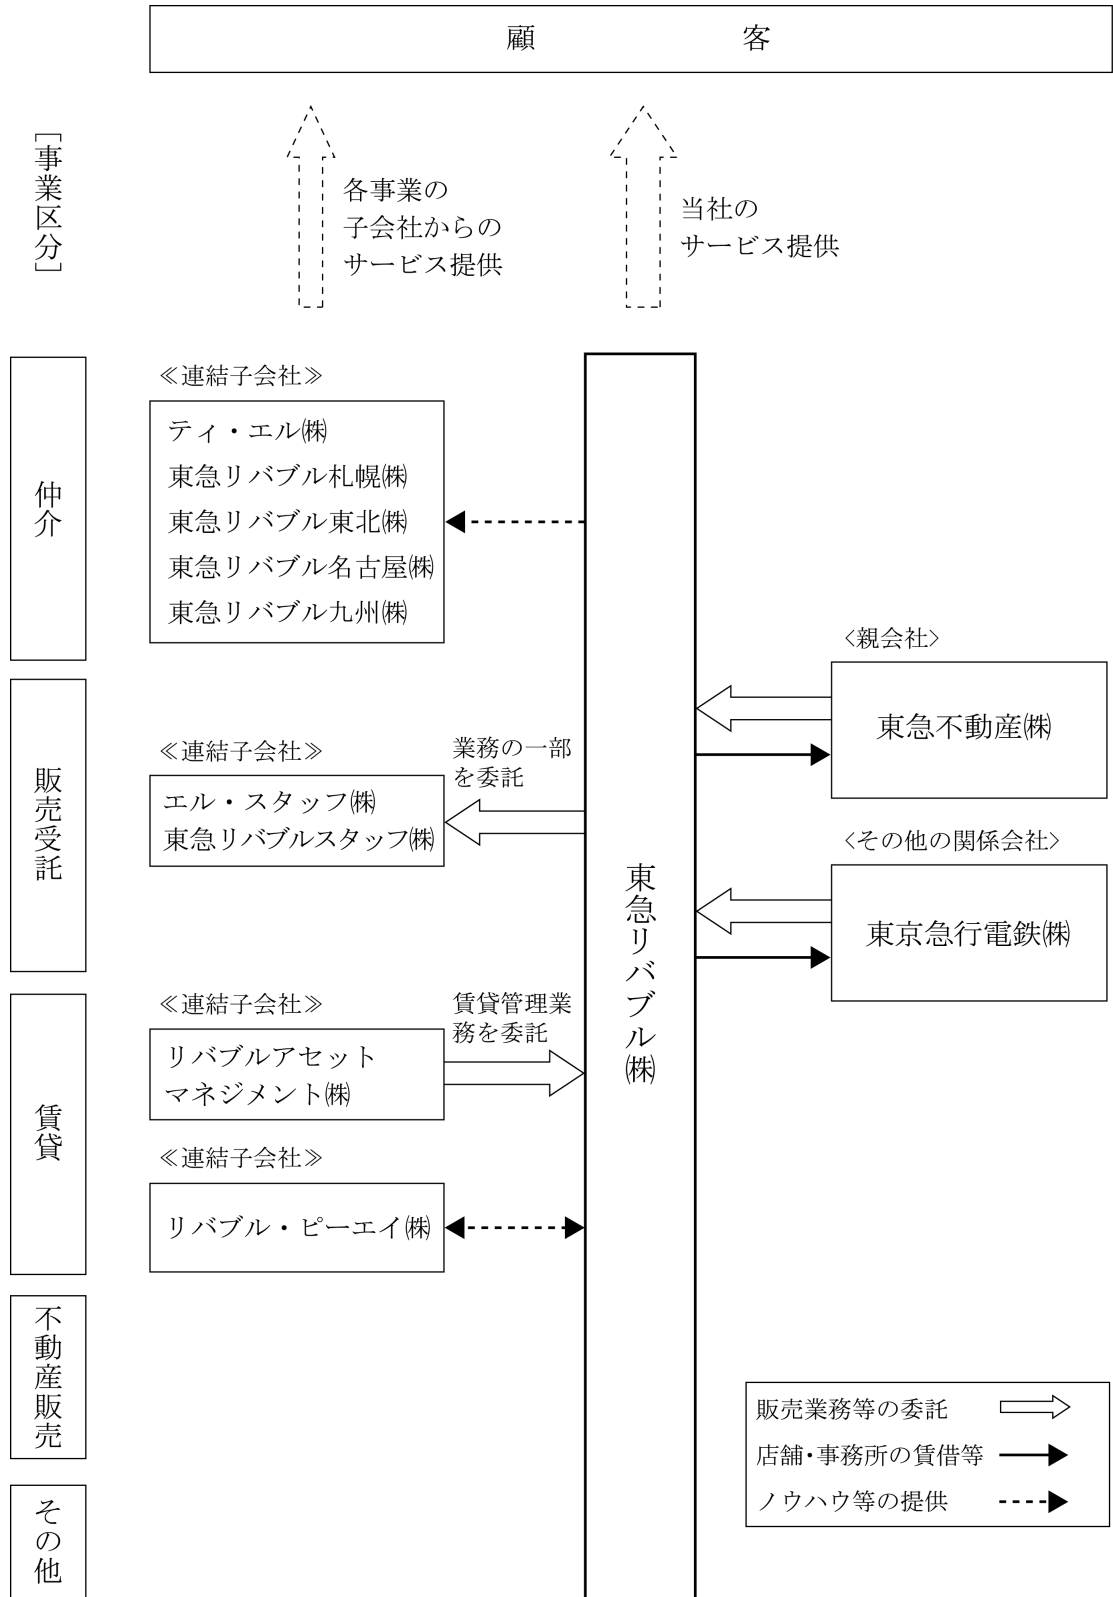 顧客
［事業区分］
各事業の
子会社からの
サービス提供
当社の
サービス提供
仲介
≪連結子会社≫
ティ・エル㈱
東急リバブル札幌㈱
東急リバブル東北㈱
東急リバブル名古屋㈱
東急リバブル九州㈱
販売受託
≪連結子会社≫
エル・スタッフ㈱
東急リバブルスタッフ㈱
業務の一部
を委託
賃貸
≪連結子会社≫
リバブルアセット
マネジメント㈱
賃貸管理業
務を委託
≪連結子会社≫
リバブル・ピーエイ㈱
不動産販売
その他
東急リバブル㈱
〈親会社〉
東急不動産㈱
〈その他の関係会社〉
東京急行電鉄㈱
販売業務等の委託
店舗・事務所の賃借等
ノウハウ等の提供